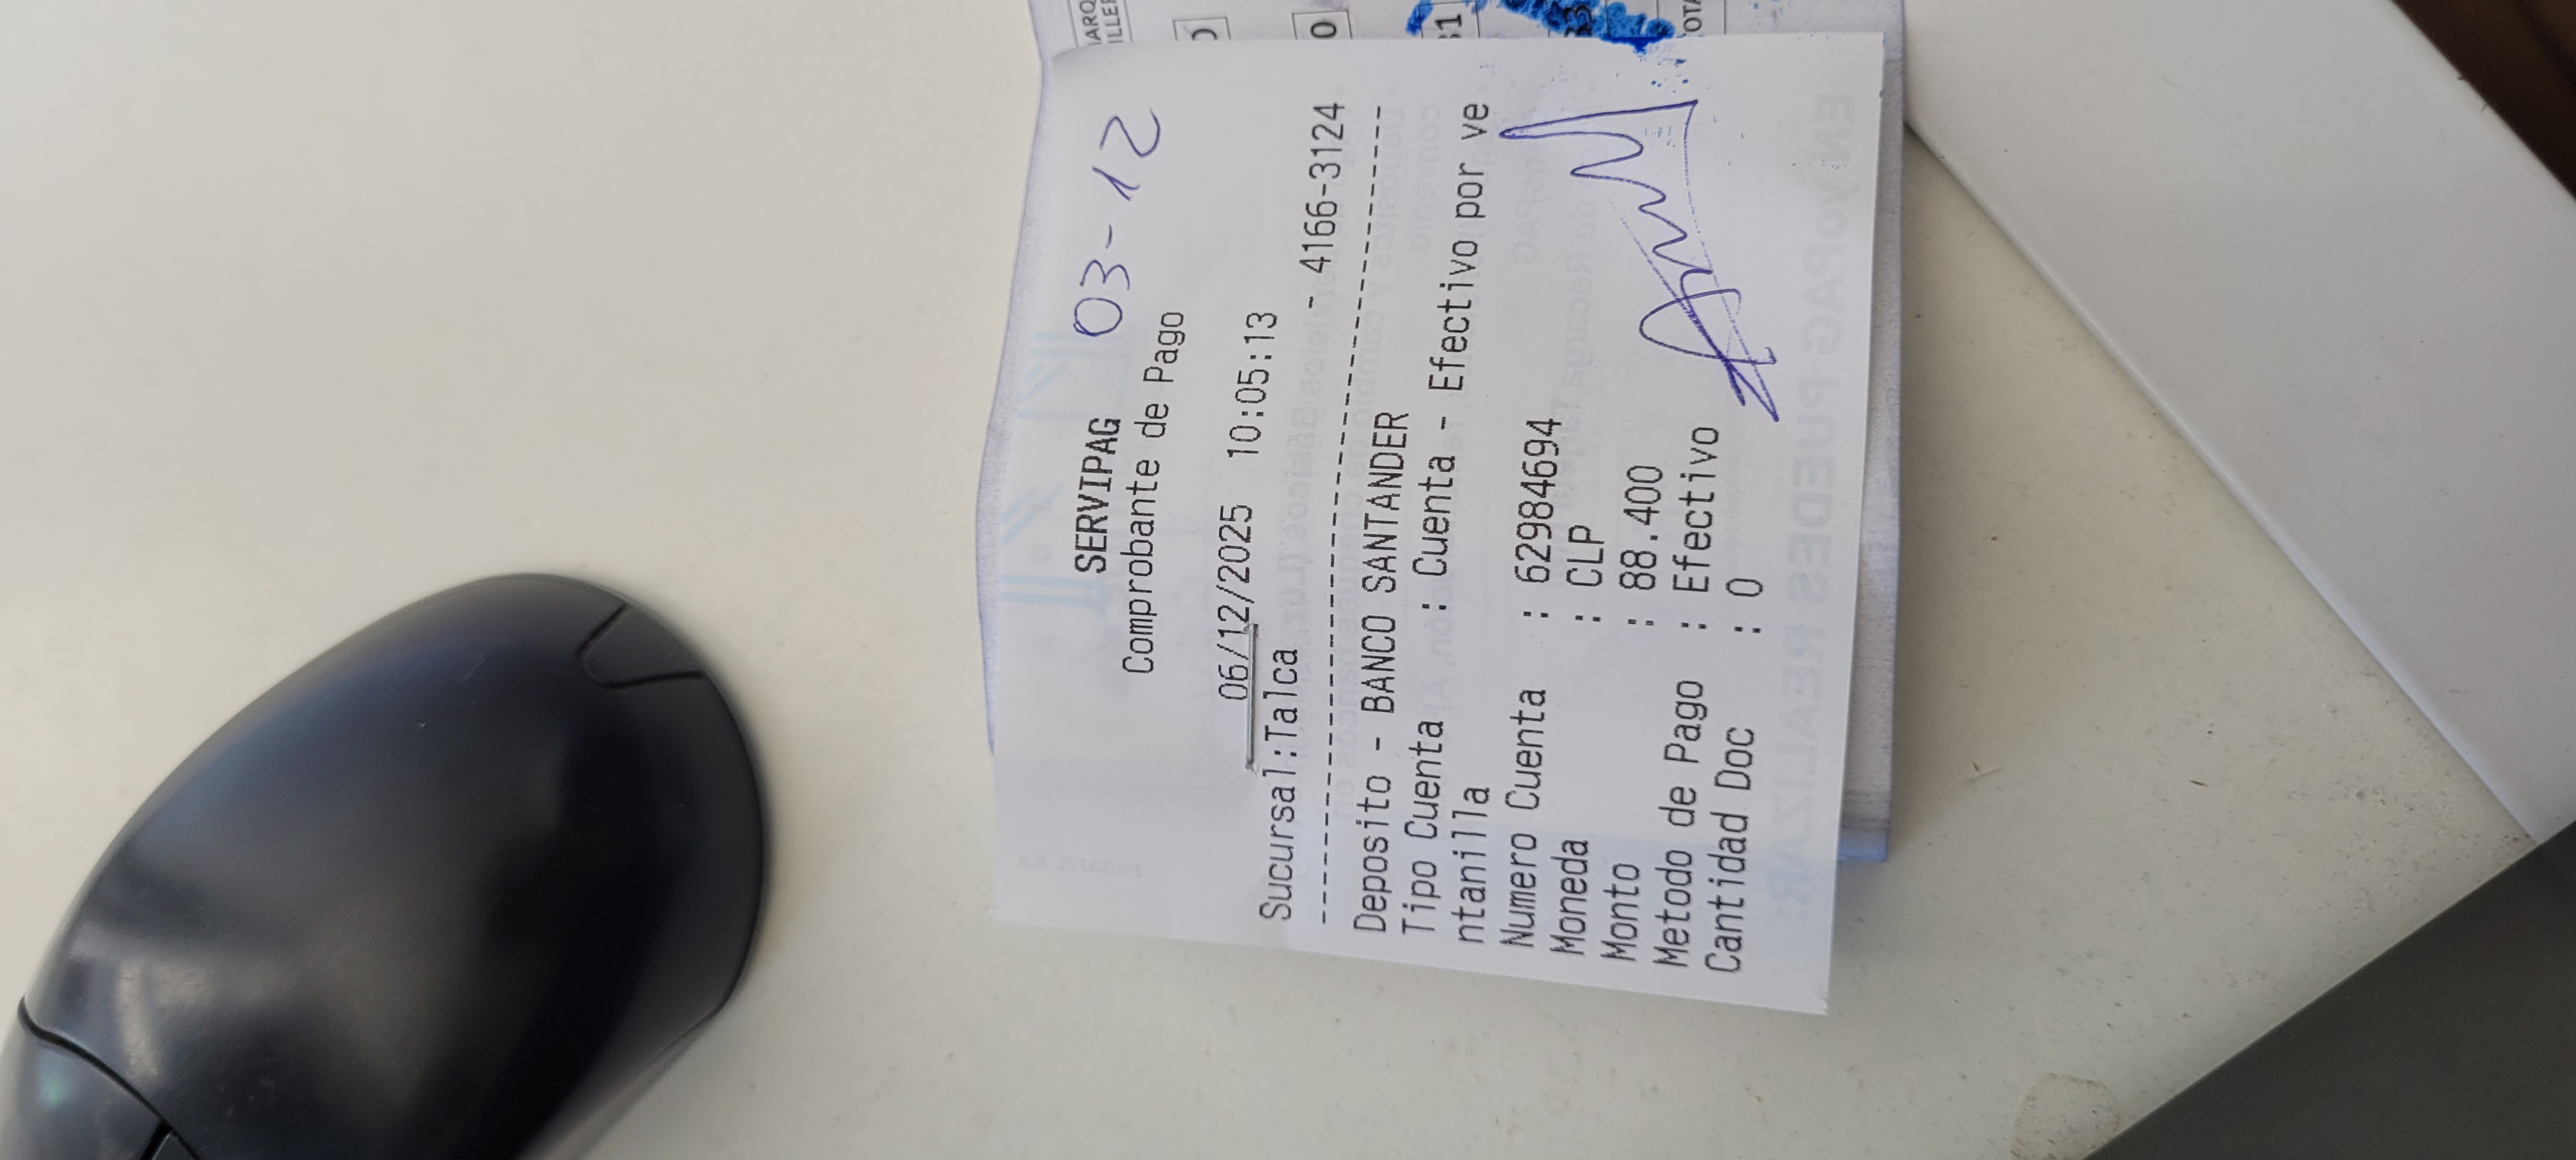 03-12
SERVIPAG
Comprobante de Pago
06/12/2025 10:05:13
Sucursal:Talca - 4166-3124
--------------------------------
Deposito - BANCO SANTANDER
Tipo Cuenta : Cuenta - Efectivo por ve
ntanilla
Numero Cuenta : 62984694
Moneda : CLP
Monto : 88.400
Metodo de Pago : Efectivo
Cantidad Doc : 0